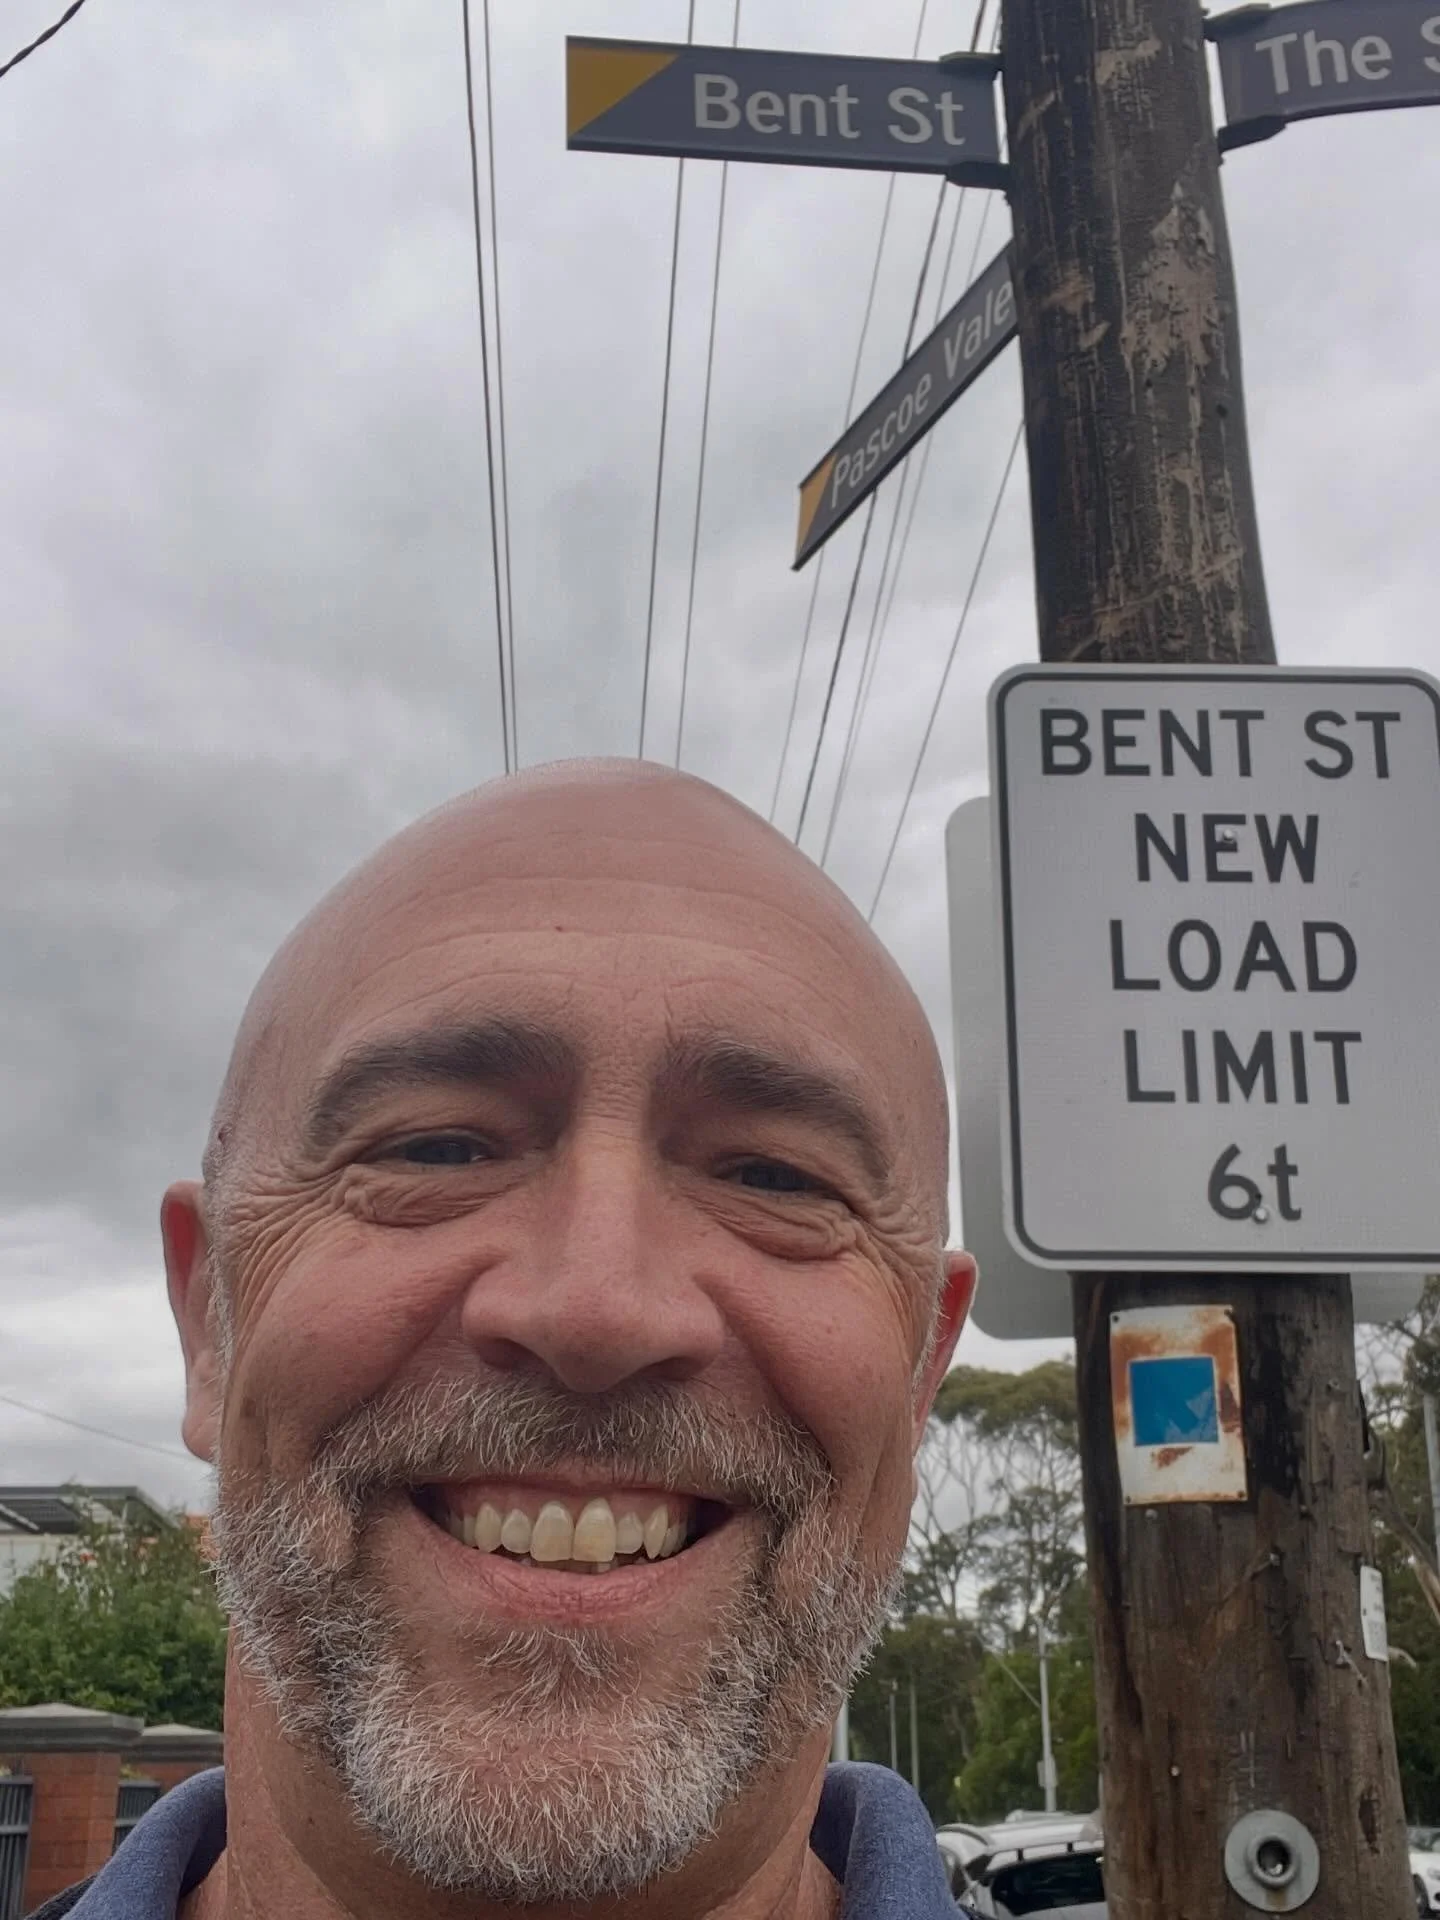 Bent St
The S
Pascoe Vale
BENT ST
NEW
LOAD
LIMIT
6t